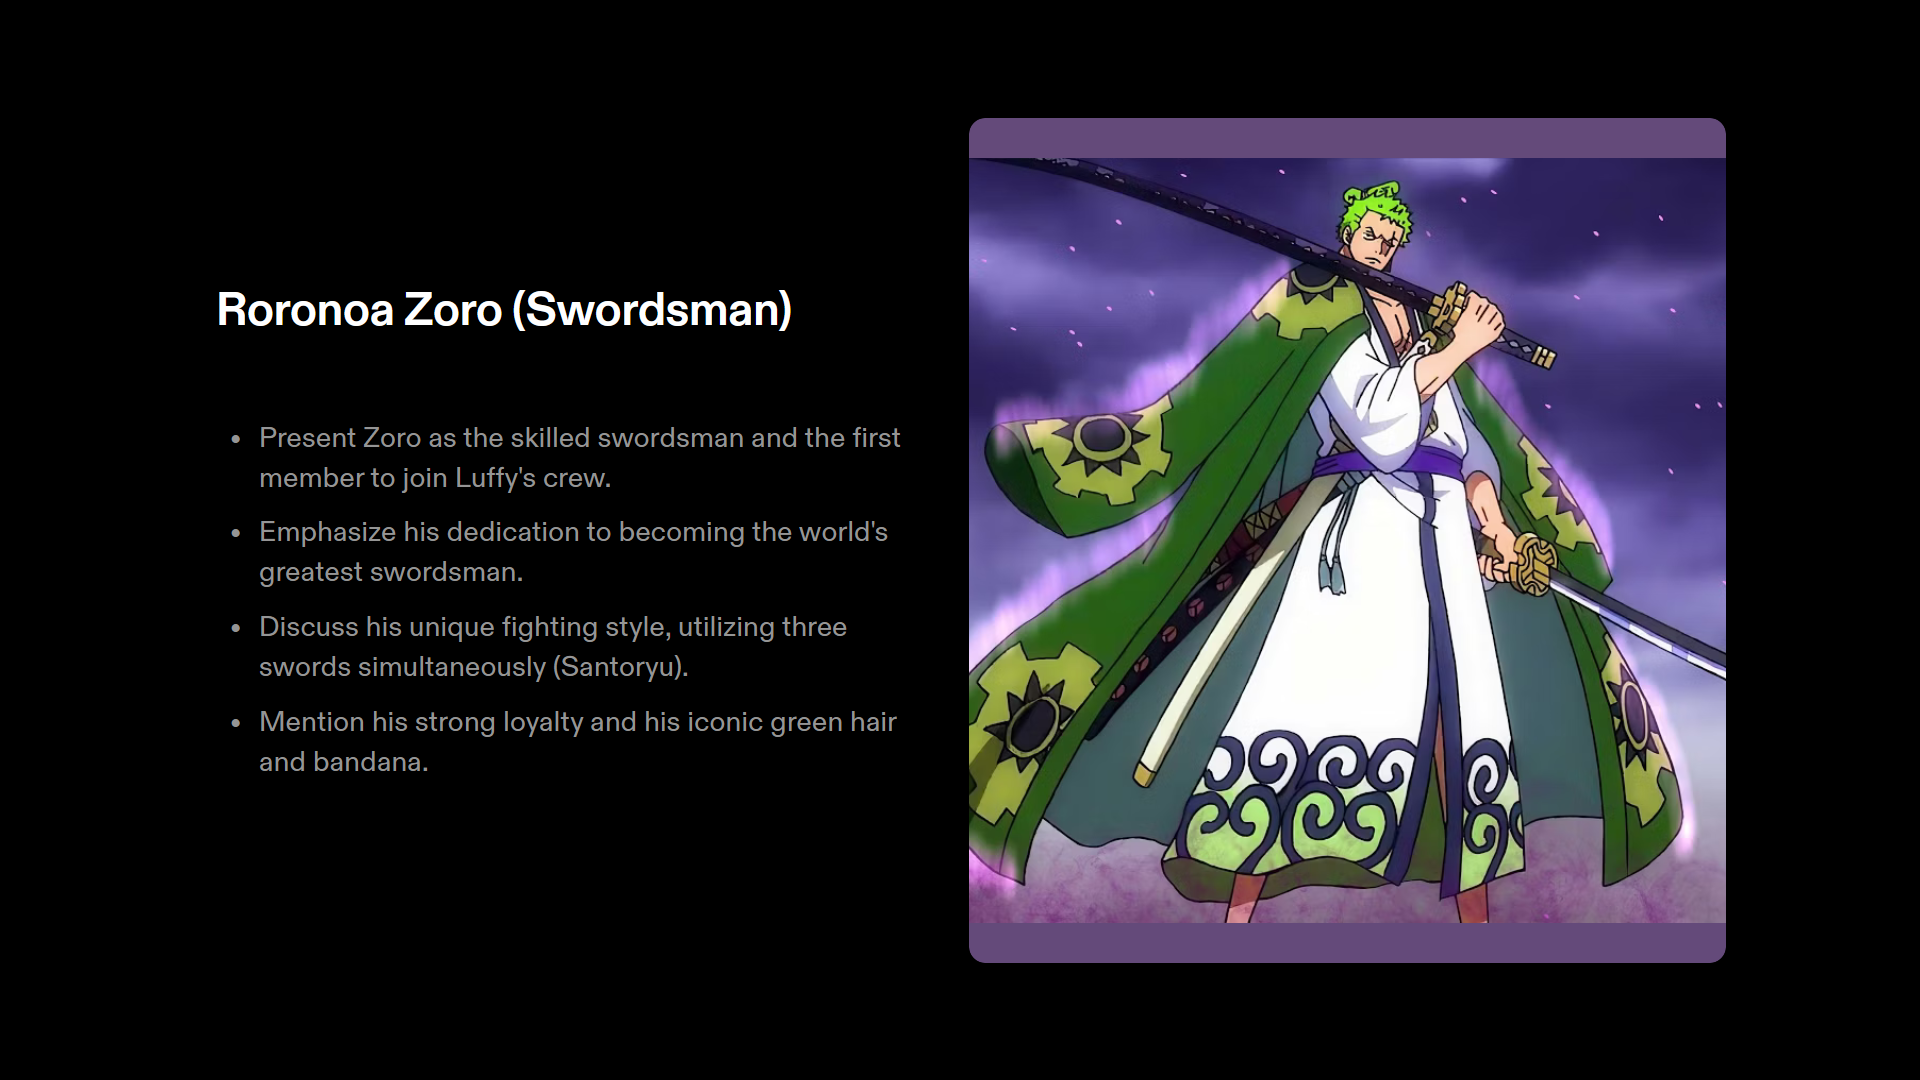 Roronoa Zoro (Swordsman)
• Present Zoro as the skilled swordsman and the first
member to join Luffy's crew.
• Emphasize his dedication to becoming the world's
greatest swordsman.
• Discuss his unique fighting style, utilizing three
swords simultaneously (Santoryu).
• Mention his strong loyalty and his iconic green hair
and bandana.